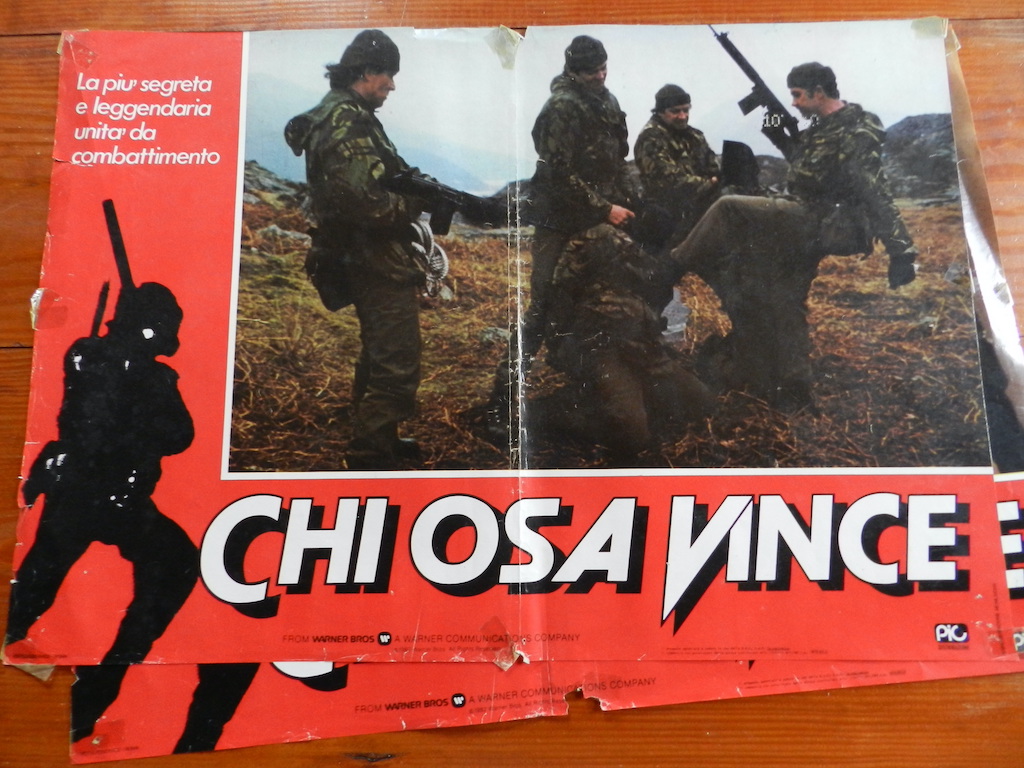 La piu' segreta
e leggendaria
unita' da
combattimento
CHI OSA VINCE
E
FROM WARNER BROS A WARNER COMMUNICATIONS COMPANY
PIC
FROM WARNER BROS A WARNER COMMUNICATIONS COMPANY